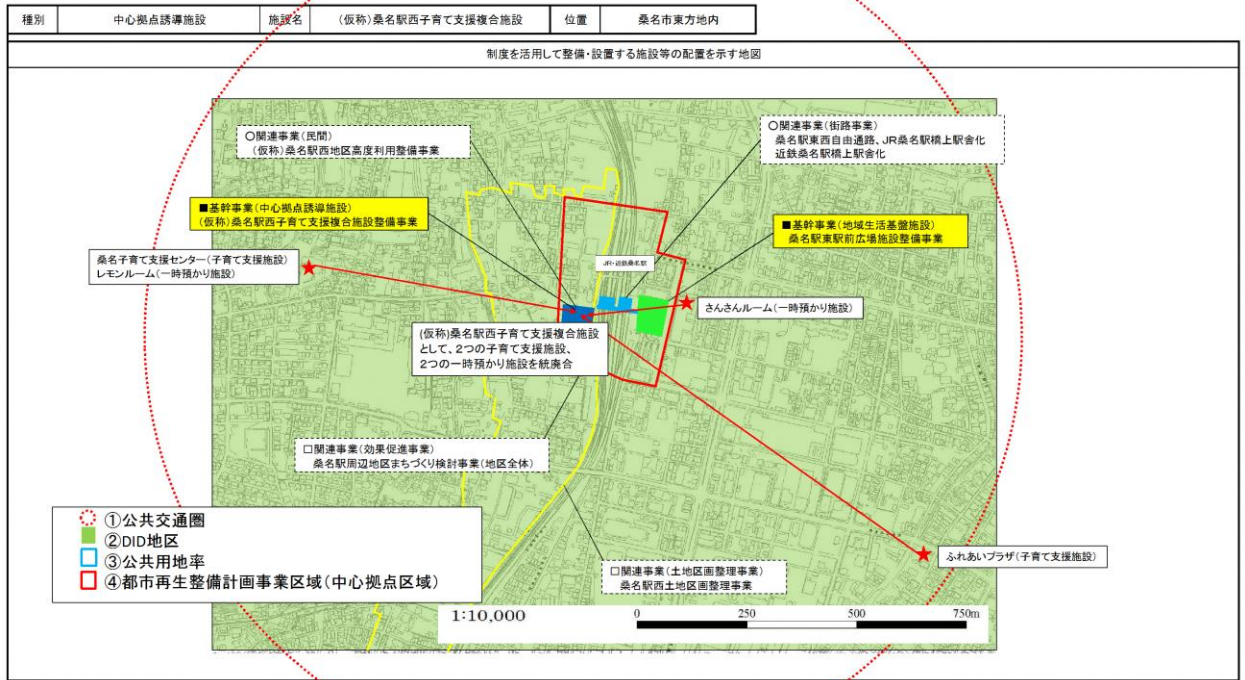 種別 中心拠点誘導施設 施設名 (仮称)桑名駅西子育て支援複合施設 位置 桑名市東方地内
制度を活用して整備・設置する施設等の配置を示す地図
○関連事業(民間)
(仮称)桑名駅西地区高度利用整備事業
○関連事業(街路事業)
桑名駅東西自由通路、JR桑名駅橋上駅舎化
近鉄桑名駅橋上駅舎化
■基幹事業(中心拠点誘導施設)
(仮称)桑名駅西子育て支援複合施設整備事業
■基幹事業(地域生活基盤施設)
桑名駅東駅前広場施設整備事業
桑名子育て支援センター(子育て支援施設)
レモンルーム(一時預かり施設)
JR・近鉄桑名駅
さんさんルーム(一時預かり施設)
(仮称)桑名駅西子育て支援複合施設
として、2つの子育て支援施設、
2つの一時預かり施設を統廃合
□関連事業(効果促進事業)
桑名駅周辺地区まちづくり検討事業(地区全体)
①公共交通圏
②DID地区
③公共用地率
④都市再生整備計画事業区域(中心拠点区域)
ふれあいプラザ(子育て支援施設)
□関連事業(土地区画整理事業)
桑名駅西土地区画整理事業
1:10,000
0 250 500 750m